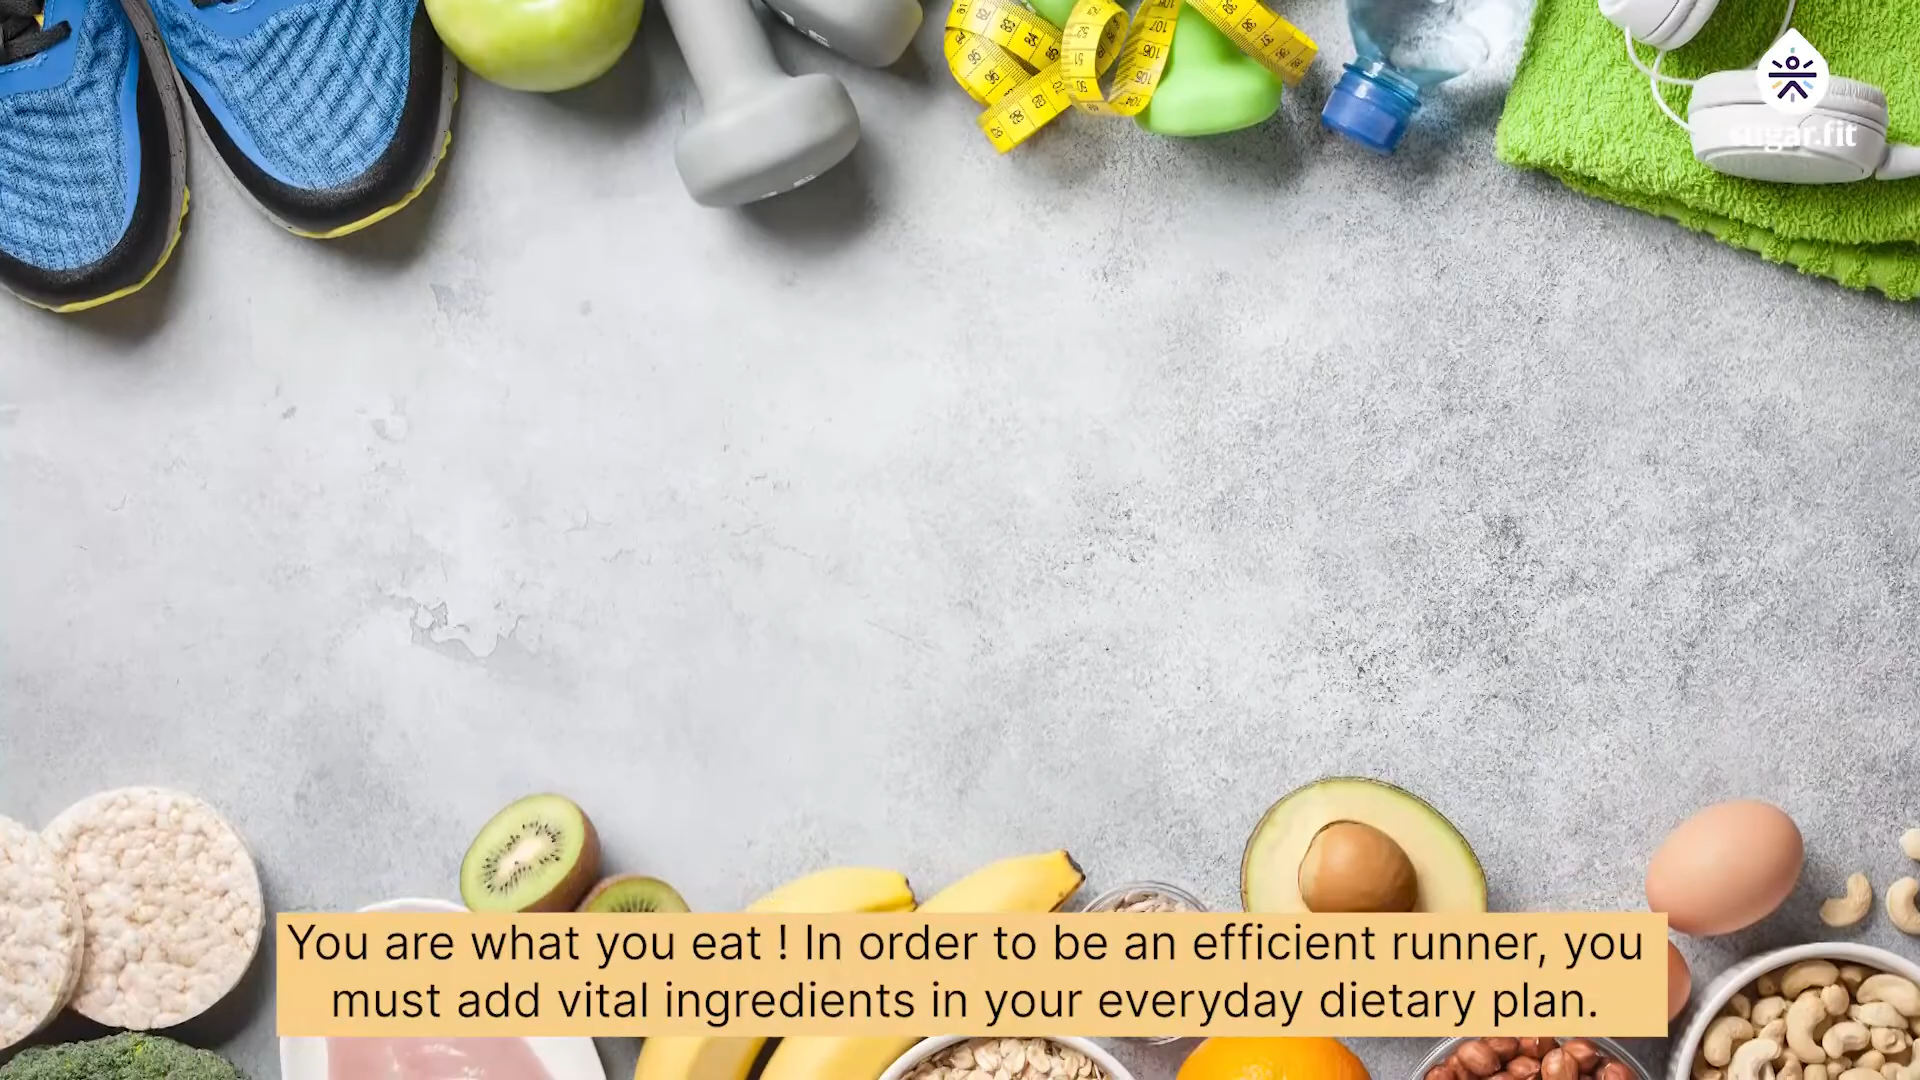 sugar.fit
You are what you eat ! In order to be an efficient runner, you
must add vital ingredients in your everyday dietary plan.